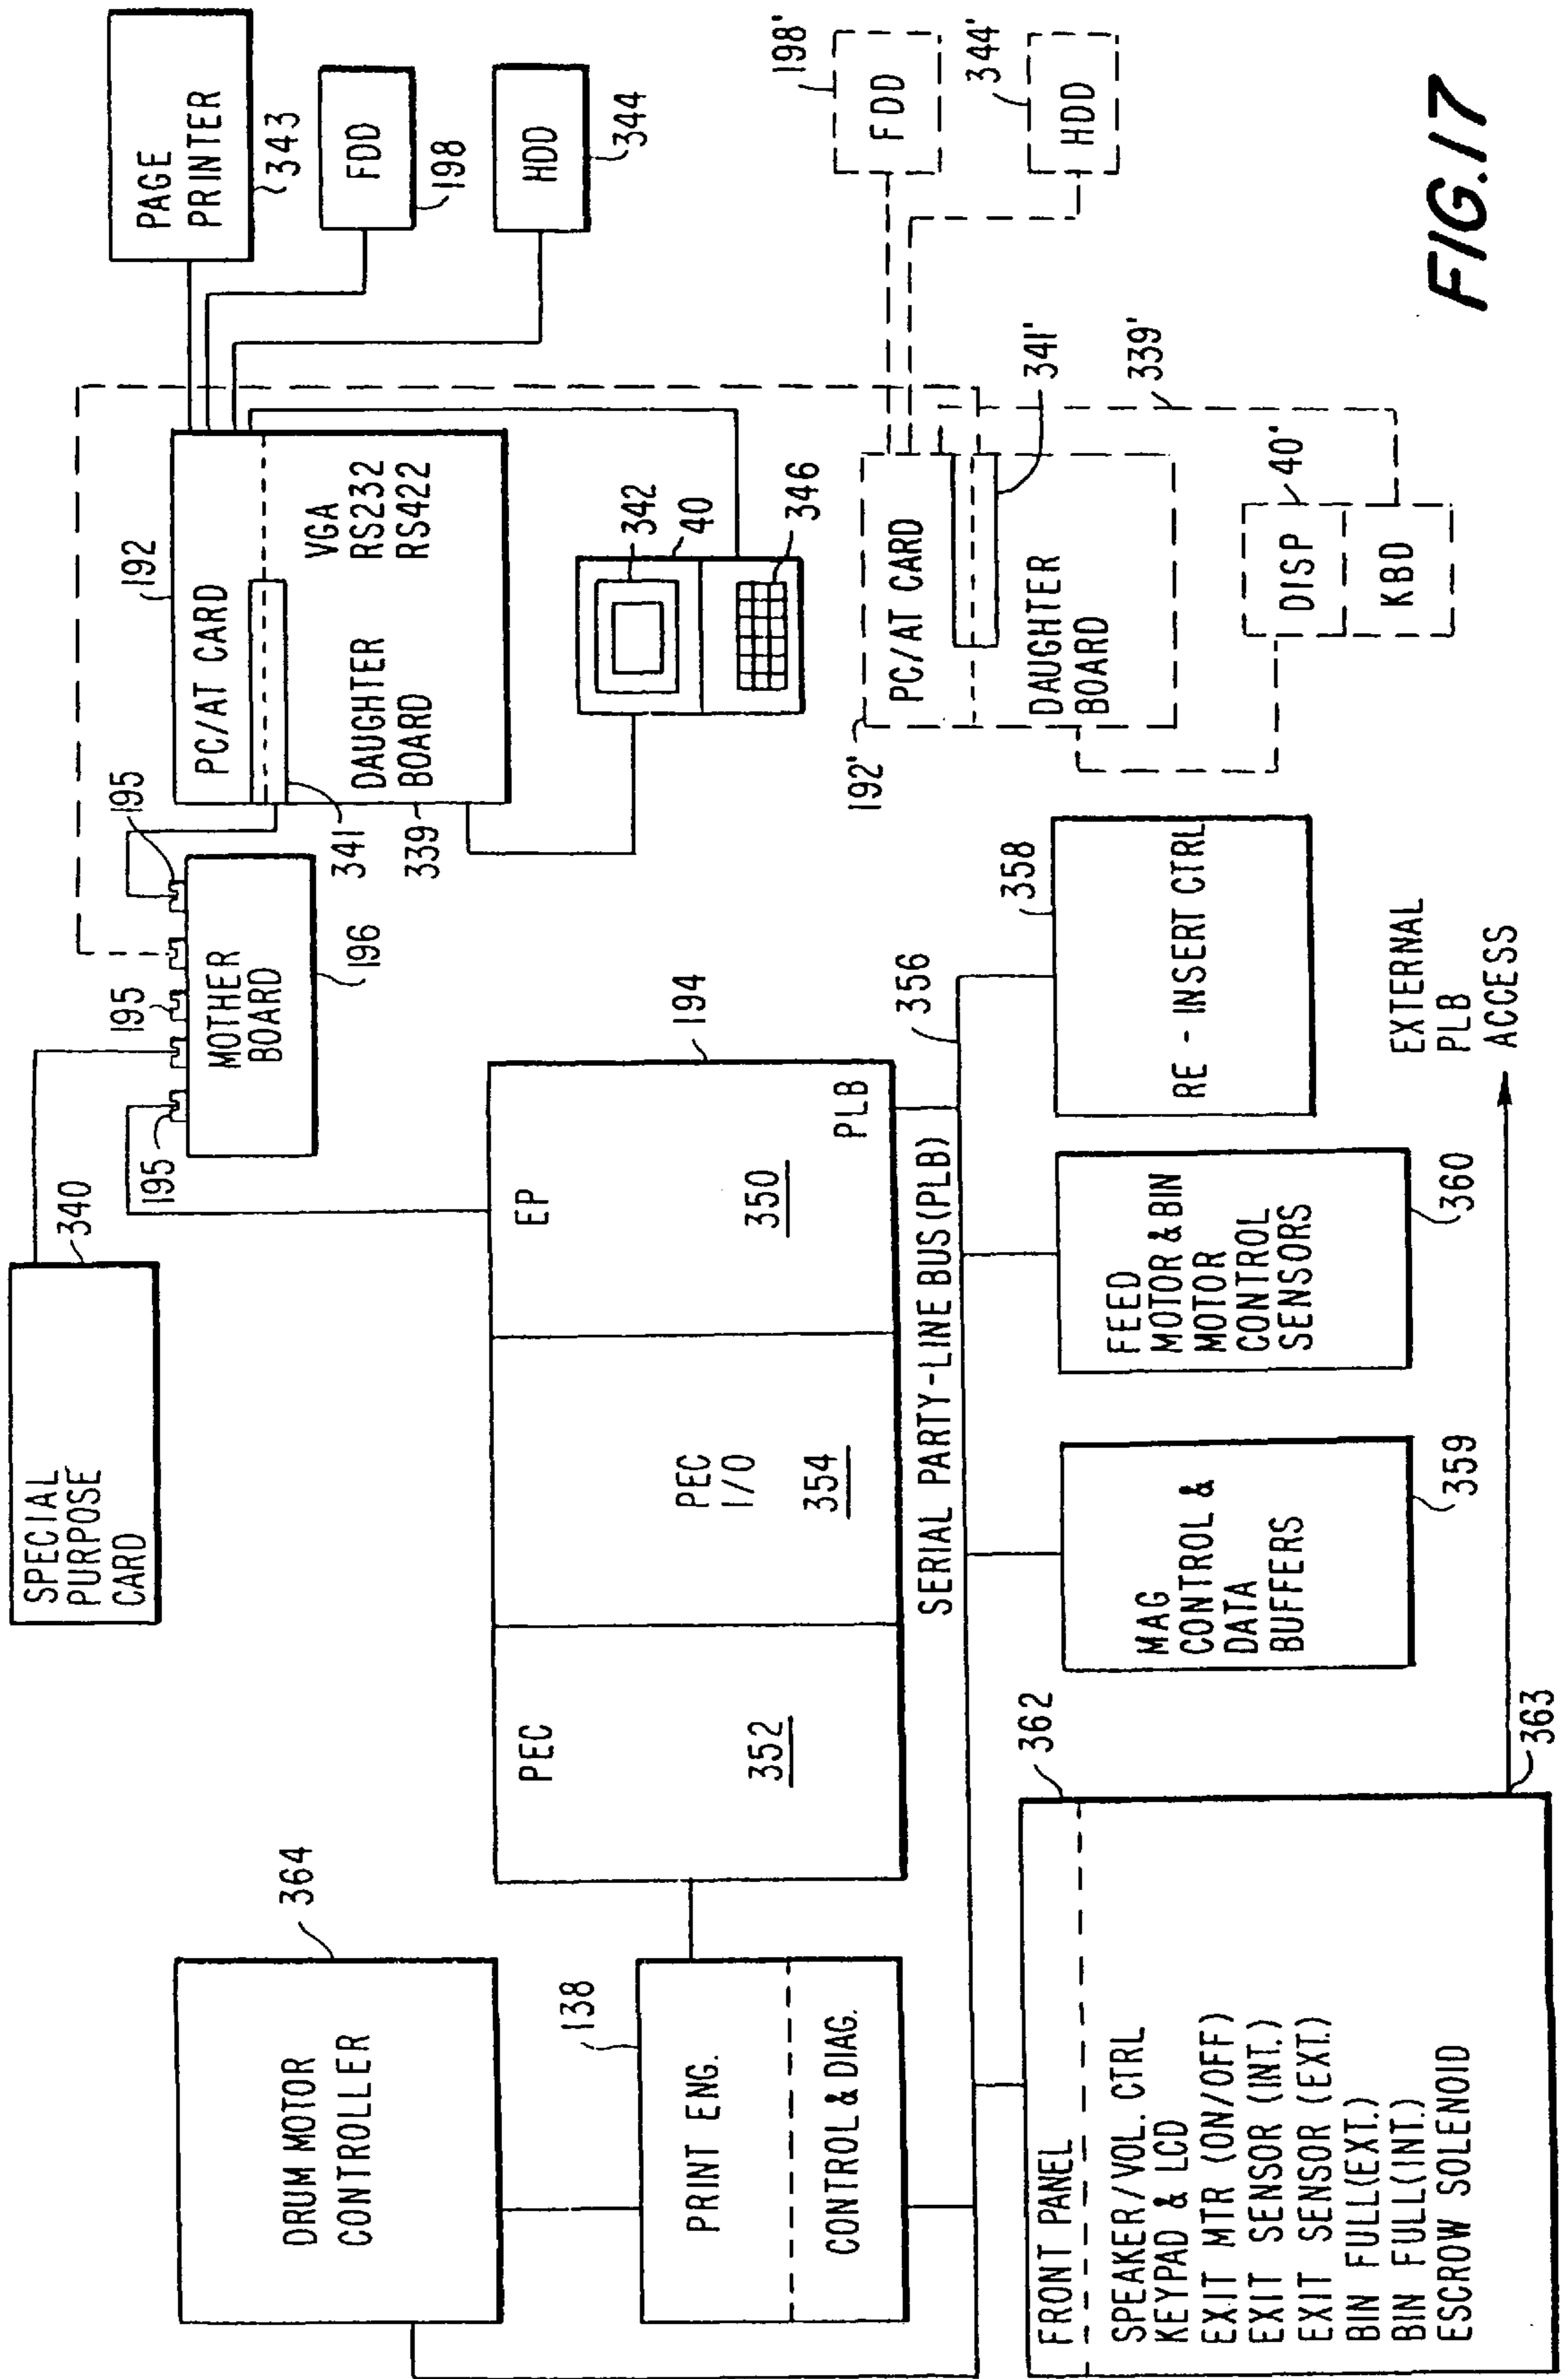 SPECIAL
PURPOSE
CARD
340
195
195
195
MOTHER
BOARD
196
PC/AT CARD
192
VGA
RS232
RS422
DAUGHTER
BOARD
341
339
PAGE
PRINTER
343
FDD
198
HDD
344
342
40
346
FDD
198'
HDD
344'
PC/AT CARD
192'
341'
DAUGHTER
BOARD
339'
DISP
40'
KBD
DRUM MOTOR
CONTROLLER
364
PRINT ENG.
138
CONTROL & DIAG.
PEC
352
PEC
I/O
354
EP
350
PLB
194
SERIAL PARTY-LINE BUS (PLB)
356
RE - INSERT CTRL
358
FEED
MOTOR & BIN
MOTOR
CONTROL
SENSORS
360
MAG
CONTROL &
DATA
BUFFERS
359
FRONT PANEL
362
SPEAKER/VOL. CTRL
KEYPAD & LCD
EXIT MTR (ON/OFF)
EXIT SENSOR (INT.)
EXIT SENSOR (EXT.)
BIN FULL(EXT.)
BIN FULL(INT.)
ESCROW SOLENOID
363
EXTERNAL
PLB
ACCESS
FIG.17